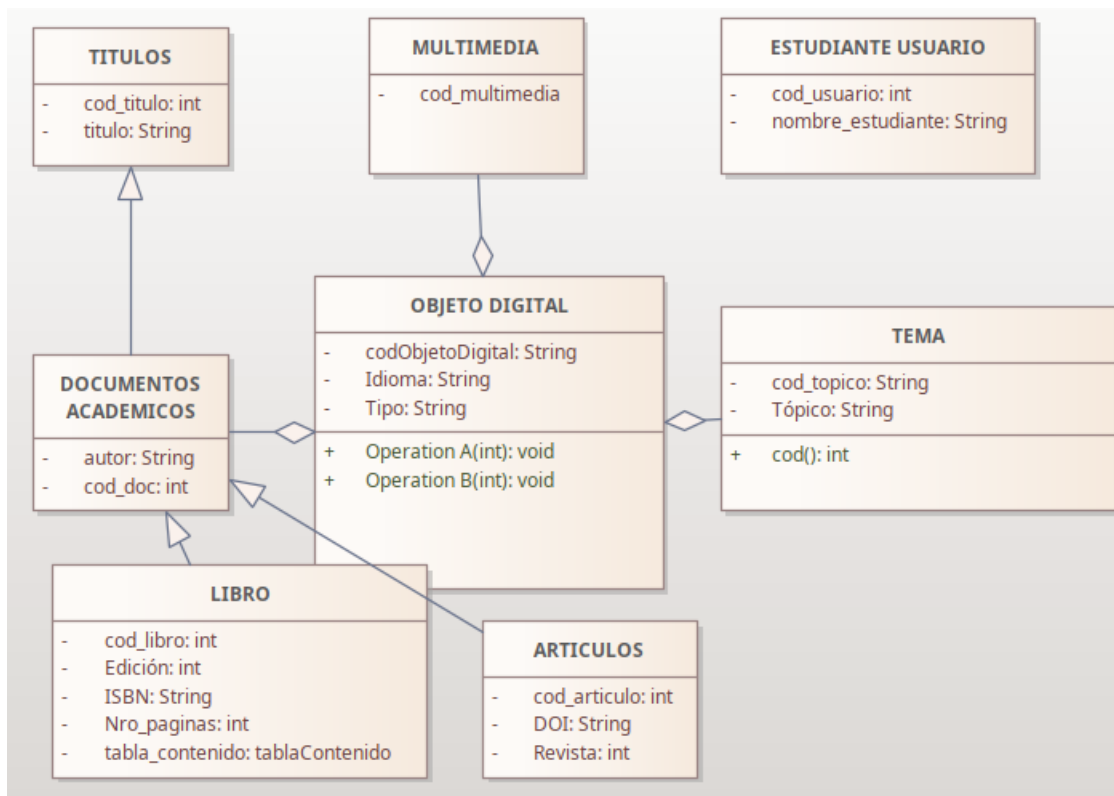 TITULOS
- cod_titulo: int
- titulo: String
MULTIMEDIA
- cod_multimedia
ESTUDIANTE USUARIO
- cod_usuario: int
- nombre_estudiante: String
OBJETO DIGITAL
- codObjetoDigital: String
- Idioma: String
- Tipo: String
+ Operation A(int): void
+ Operation B(int): void
TEMA
- cod_topico: String
- Tópico: String
+ cod(): int
DOCUMENTOS
ACADEMICOS
- autor: String
- cod_doc: int
LIBRO
- cod_libro: int
- Edición: int
- ISBN: String
- Nro_paginas: int
- tabla_contenido: tablaContenido
ARTICULOS
- cod_articulo: int
- DOI: String
- Revista: int